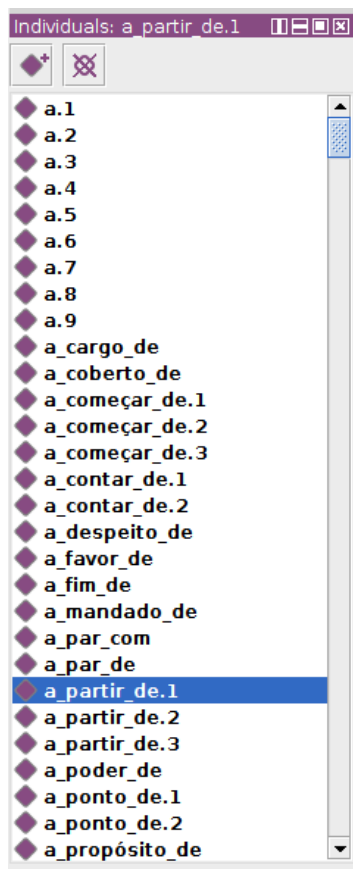 Individuals: a_partir_de.1
a.1
a.2
a.3
a.4
a.5
a.6
a.7
a.8
a.9
a_cargo_de
a_coberto_de
a_começar_de.1
a_começar_de.2
a_começar_de.3
a_contar_de.1
a_contar_de.2
a_despeito_de
a_favor_de
a_fim_de
a_mandado_de
a_par_com
a_par_de
a_partir_de.1
a_partir_de.2
a_partir_de.3
a_poder_de
a_ponto_de.1
a_ponto_de.2
a_propósito_de